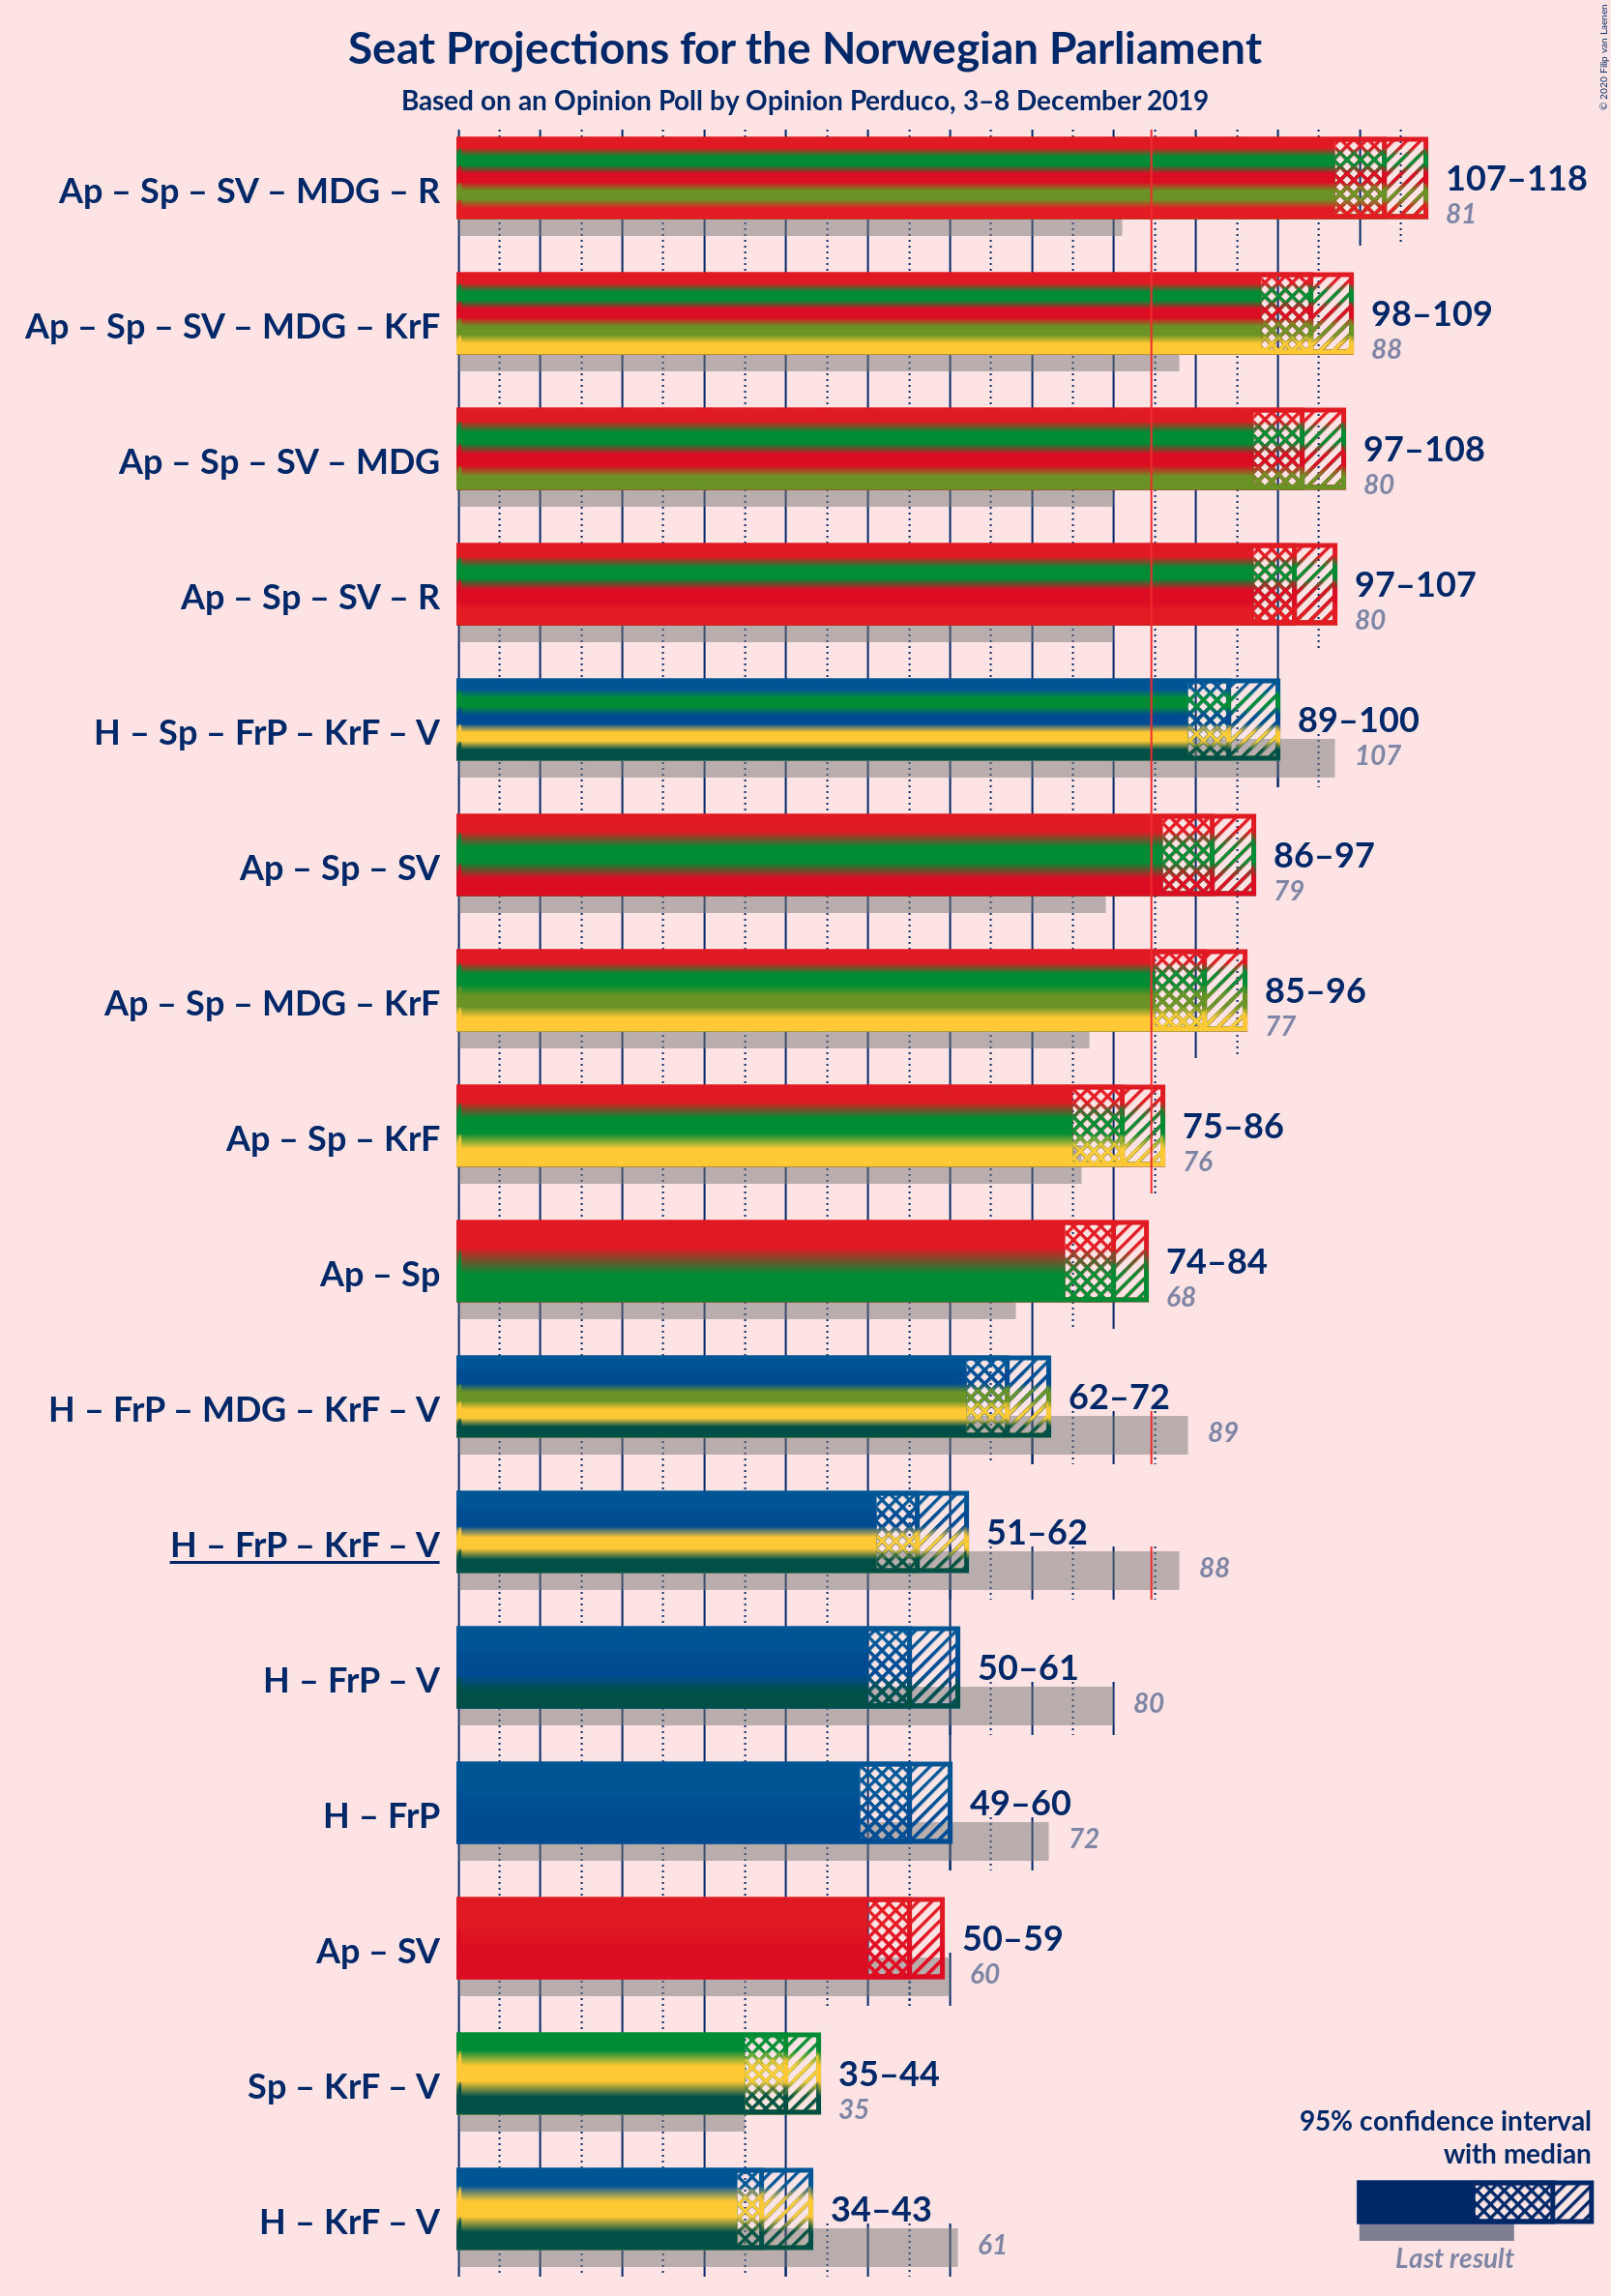 Seat Projections for the Norwegian Parliament
Based on an Opinion Poll by Opinion Perduco, 3–8 December 2019
© 2020 Filip van Laenen
Ap – Sp – SV – MDG – R
107–118
81
Ap – Sp – SV – MDG – KrF
98–109
88
Ap – Sp – SV – MDG
97–108
80
Ap – Sp – SV – R
97–107
80
H – Sp – FrP – KrF – V
89–100
107
Ap – Sp – SV
86–97
79
Ap – Sp – MDG – KrF
85–96
77
Ap – Sp – KrF
75–86
76
Ap – Sp
74–84
68
H – FrP – MDG – KrF – V
62–72
89
H – FrP – KrF – V
51–62
88
H – FrP – V
50–61
80
H – FrP
49–60
72
Ap – SV
50–59
60
Sp – KrF – V
35–44
35
H – KrF – V
34–43
61
95% confidence interval
with median
Last result